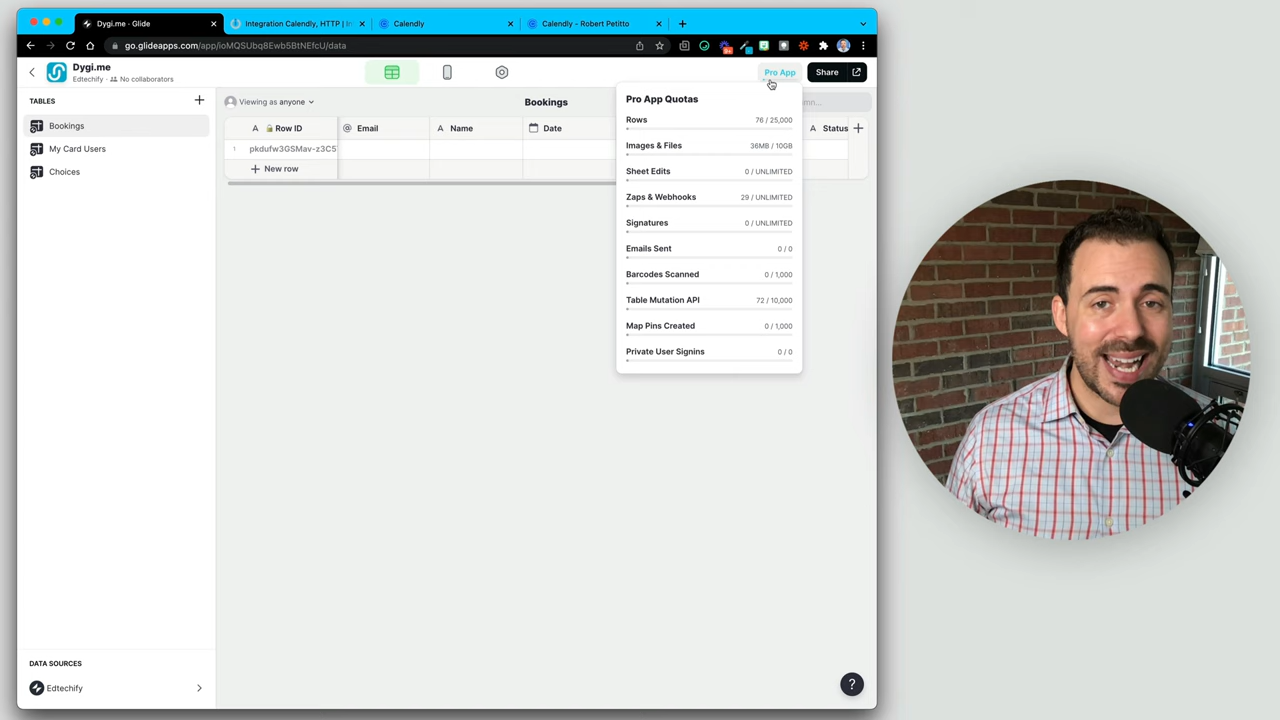 Dygi.me · Glide
Integration Calendly, HTTP | In
Calendly
Calendly - Robert Petitto
go.glideapps.com/app/ioMQSUbq8Ewb5BtNEfcU/data
Dygi.me
Edtechify · No collaborators
Pro App
Share
TABLES
Viewing as anyone
Bookings
Pro App Quotas
Bookings
Row ID
Email
Name
Date
Status
My Card Users
1
pkdufw3GSMav-z3C5
Choices
New row
Rows 76 / 25,000
Images & Files 36MB / 10GB
Sheet Edits 0 / UNLIMITED
Zaps & Webhooks 29 / UNLIMITED
Signatures 0 / UNLIMITED
Emails Sent 0 / 0
Barcodes Scanned 0 / 1,000
Table Mutation API 72 / 10,000
Map Pins Created 0 / 1,000
Private User Signins 0 / 0
DATA SOURCES
Edtechify
?